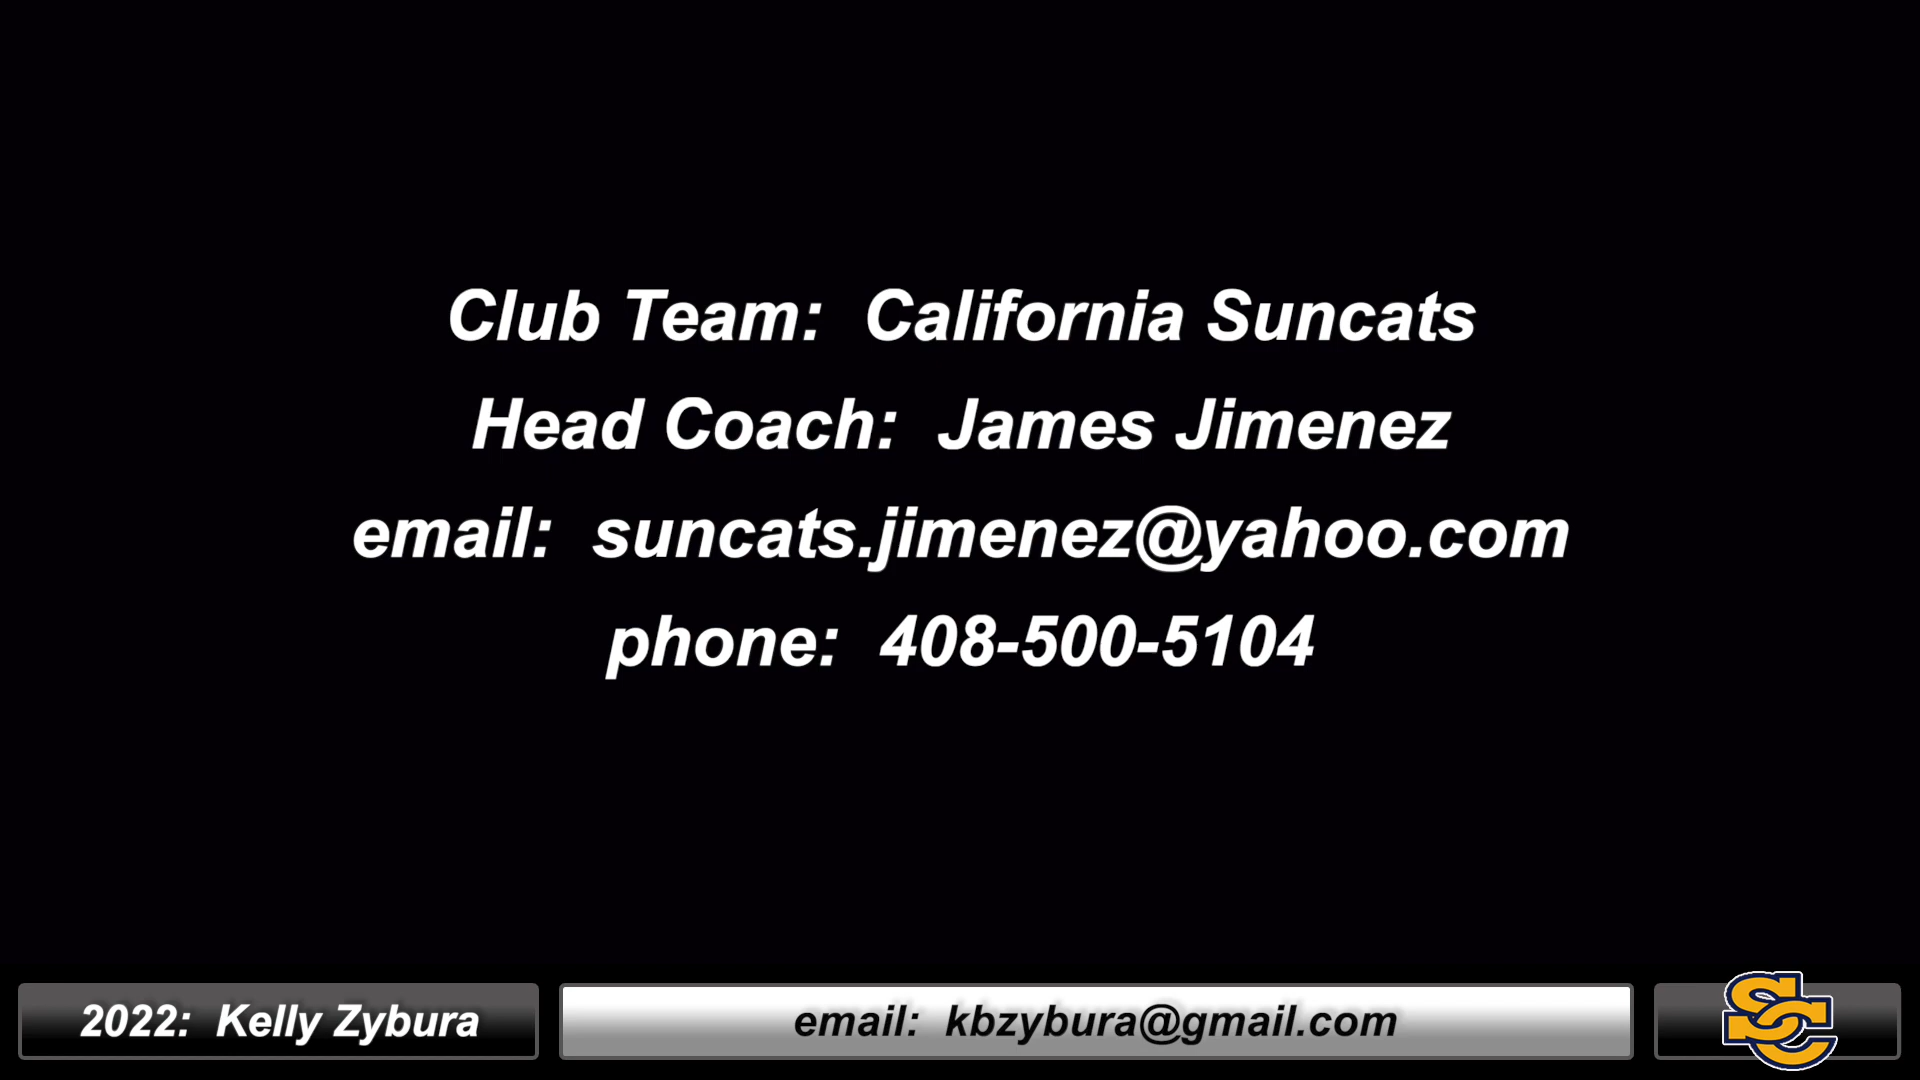 Club Team: California Suncats
Head Coach: James Jimenez
email: suncats.jimenez@yahoo.com
phone: 408-500-5104
2022: Kelly Zybura
email: kbzybura@gmail.com
SC